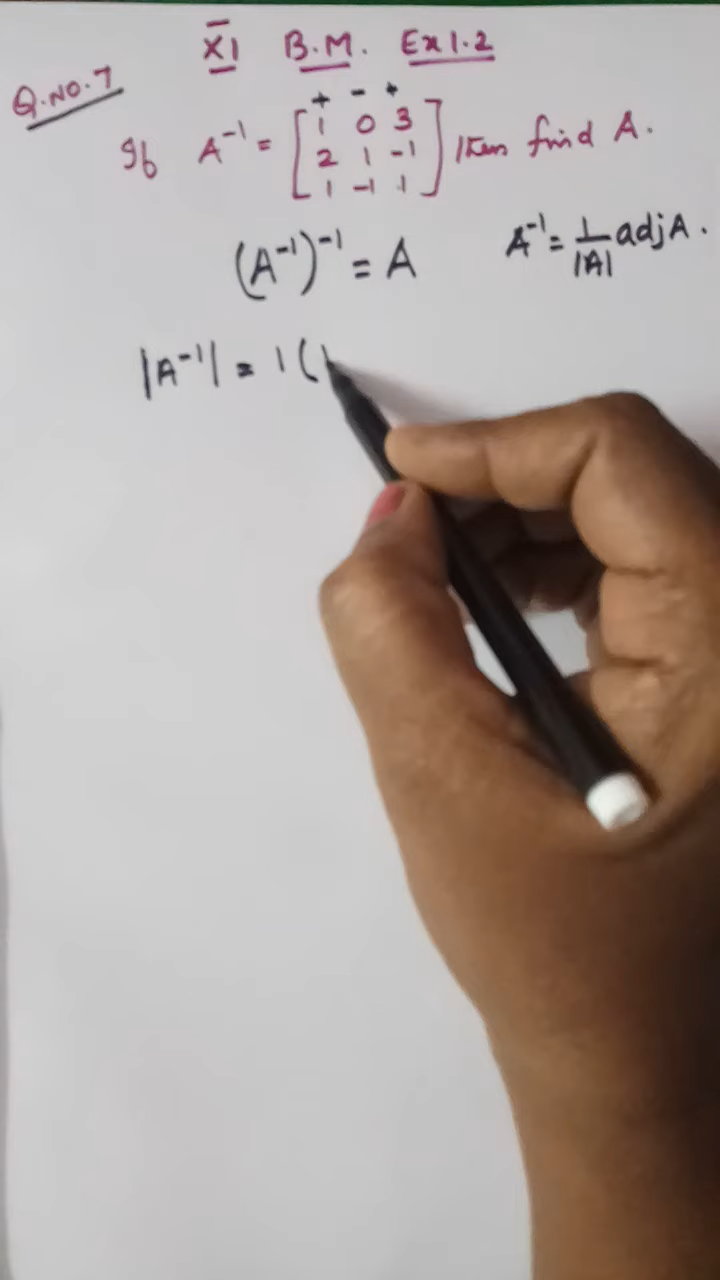 XI B.M. Ex 1.2
Q.NO.7
+ - +
If A⁻¹ = [1 0 3
2 1 -1
1 -1 1] then find A.
(A⁻¹)⁻¹ = A
A⁻¹ = 1/|A| adj A.
|A⁻¹| = 1(1